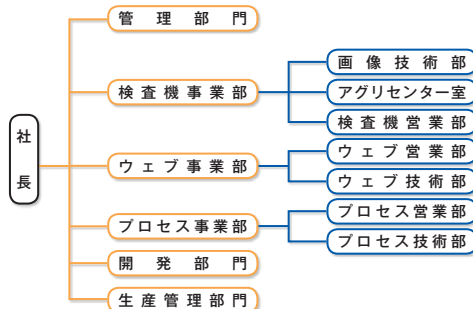 社長
管理部門
検査機事業部
画像技術部
アグリセンター室
検査機営業部
ウェブ事業部
ウェブ営業部
ウェブ技術部
プロセス事業部
プロセス営業部
プロセス技術部
開発部門
生産管理部門